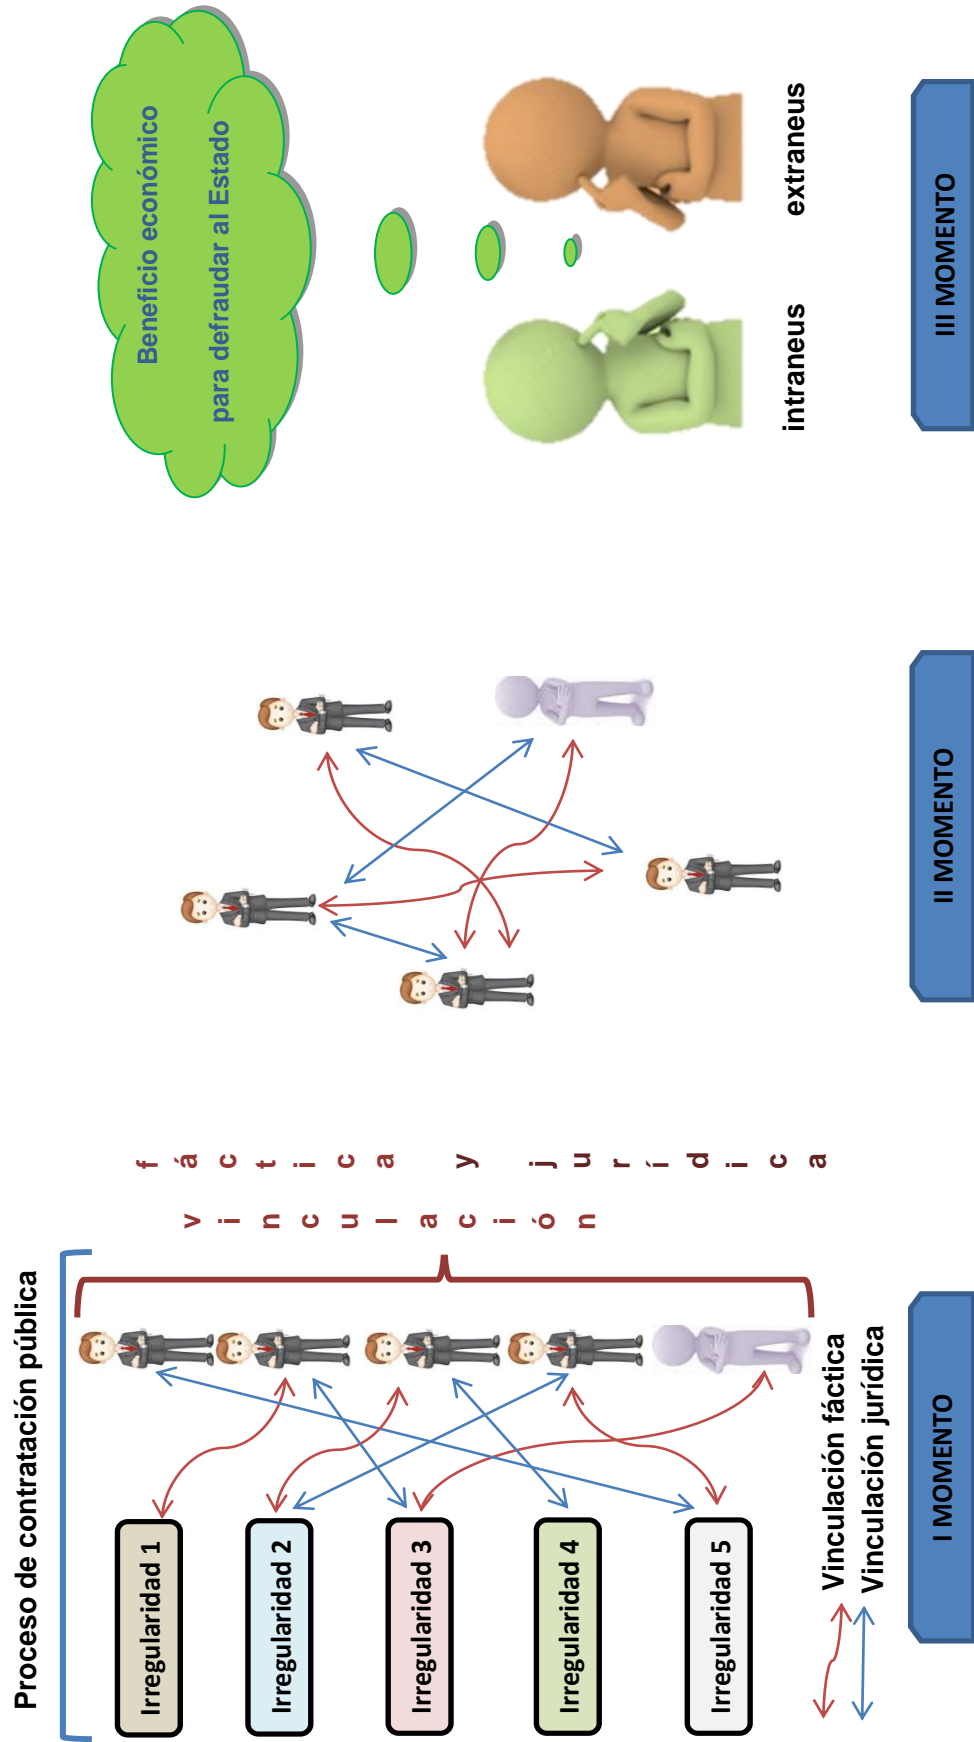 Proceso de contratación pública
Irregularidad 1
Irregularidad 2
Irregularidad 3
Irregularidad 4
Irregularidad 5
vinculación
fáctica y jurídica
Vinculación fáctica
Vinculación jurídica
I MOMENTO
II MOMENTO
Beneficio económico
para defraudar al Estado
intraneus
extraneus
III MOMENTO